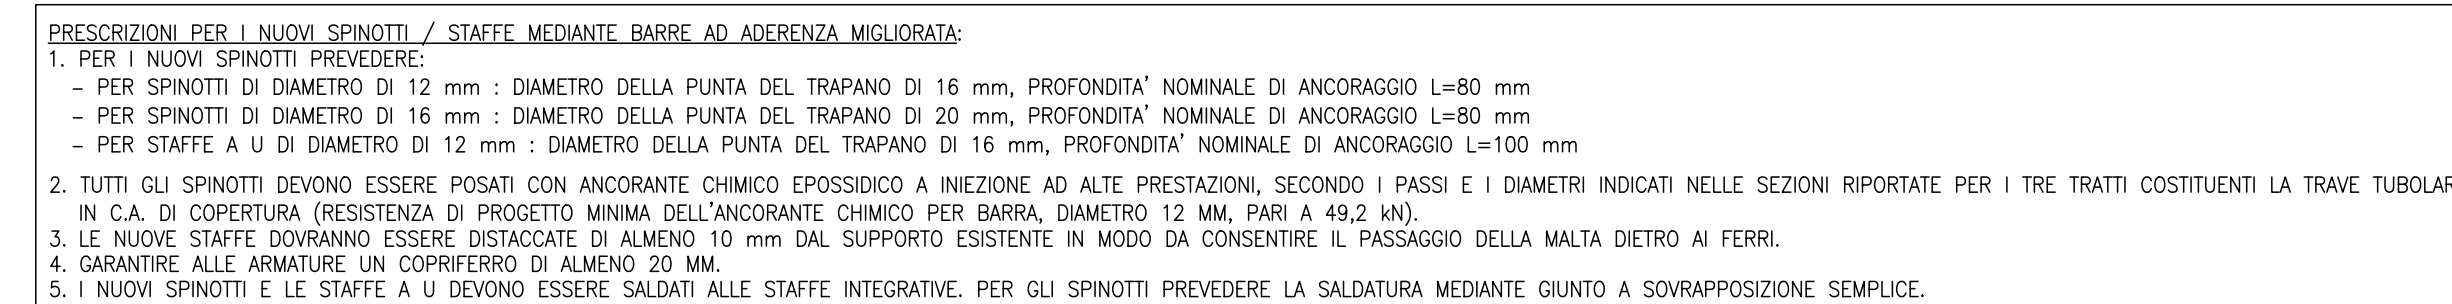 PRESCRIZIONI PER I NUOVI SPINOTTI / STAFFE MEDIANTE BARRE AD ADERENZA MIGLIORATA:
1. PER I NUOVI SPINOTTI PREVEDERE:
– PER SPINOTTI DI DIAMETRO DI 12 mm : DIAMETRO DELLA PUNTA DEL TRAPANO DI 16 mm, PROFONDITA' NOMINALE DI ANCORAGGIO L=80 mm
– PER SPINOTTI DI DIAMETRO DI 16 mm : DIAMETRO DELLA PUNTA DEL TRAPANO DI 20 mm, PROFONDITA' NOMINALE DI ANCORAGGIO L=80 mm
– PER STAFFE A U DI DIAMETRO DI 12 mm : DIAMETRO DELLA PUNTA DEL TRAPANO DI 16 mm, PROFONDITA' NOMINALE DI ANCORAGGIO L=100 mm
2. TUTTI GLI SPINOTTI DEVONO ESSERE POSATI CON ANCORANTE CHIMICO EPOSSIDICO A INIEZIONE AD ALTE PRESTAZIONI, SECONDO I PASSI E I DIAMETRI INDICATI NELLE SEZIONI RIPORTATE PER I TRE TRATTI COSTITUENTI LA TRAVE TUBOLAR
IN C.A. DI COPERTURA (RESISTENZA DI PROGETTO MINIMA DELL'ANCORANTE CHIMICO PER BARRA, DIAMETRO 12 MM, PARI A 49,2 kN).
3. LE NUOVE STAFFE DOVRANNO ESSERE DISTACCATE DI ALMENO 10 mm DAL SUPPORTO ESISTENTE IN MODO DA CONSENTIRE IL PASSAGGIO DELLA MALTA DIETRO AI FERRI.
4. GARANTIRE ALLE ARMATURE UN COPRIFERRO DI ALMENO 20 MM.
5. I NUOVI SPINOTTI E LE STAFFE A U DEVONO ESSERE SALDATI ALLE STAFFE INTEGRATIVE. PER GLI SPINOTTI PREVEDERE LA SALDATURA MEDIANTE GIUNTO A SOVRAPPOSIZIONE SEMPLICE.